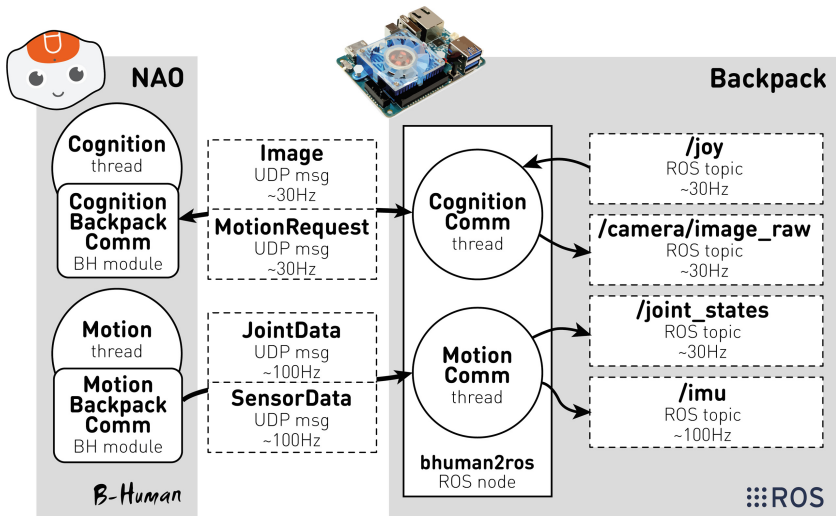 NAO
Backpack
Cognition
thread
Cognition
Backpack
Comm
BH module
Motion
thread
Motion
Backpack
Comm
BH module
B-Human
Image
UDP msg
~30Hz
MotionRequest
UDP msg
~30Hz
JointData
UDP msg
~100Hz
SensorData
UDP msg
~100Hz
Cognition
Comm
thread
Motion
Comm
thread
bhuman2ros
ROS node
/joy
ROS topic
~30Hz
/camera/image_raw
ROS topic
~30Hz
/joint_states
ROS topic
~30Hz
/imu
ROS topic
~100Hz
ROS